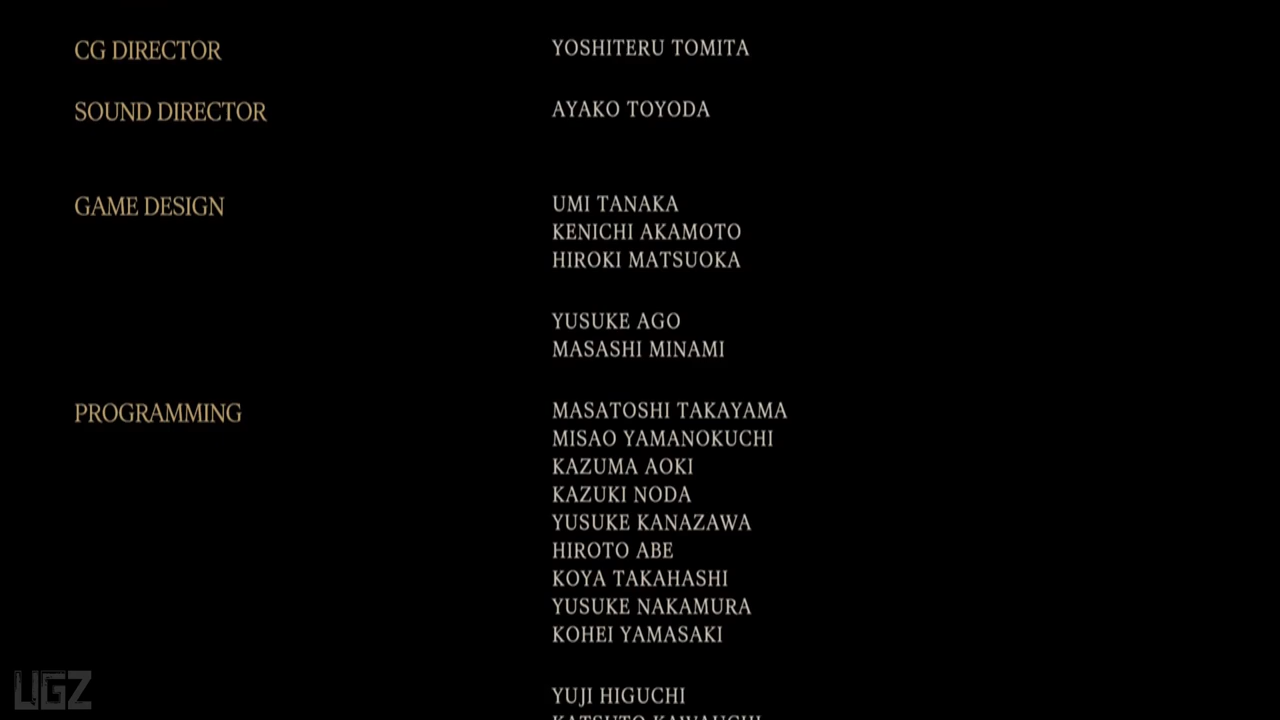 CG DIRECTOR YOSHITERU TOMITA
SOUND DIRECTOR AYAKO TOYODA
GAME DESIGN UMI TANAKA
KENICHI AKAMOTO
HIROKI MATSUOKA
YUSUKE AGO
MASASHI MINAMI
PROGRAMMING MASATOSHI TAKAYAMA
MISAO YAMANOKUCHI
KAZUMA AOKI
KAZUKI NODA
YUSUKE KANAZAWA
HIROTO ABE
KOYA TAKAHASHI
YUSUKE NAKAMURA
KOHEI YAMASAKI
YUJI HIGUCHI
KATSUTO KAWAUCHI
UGZ